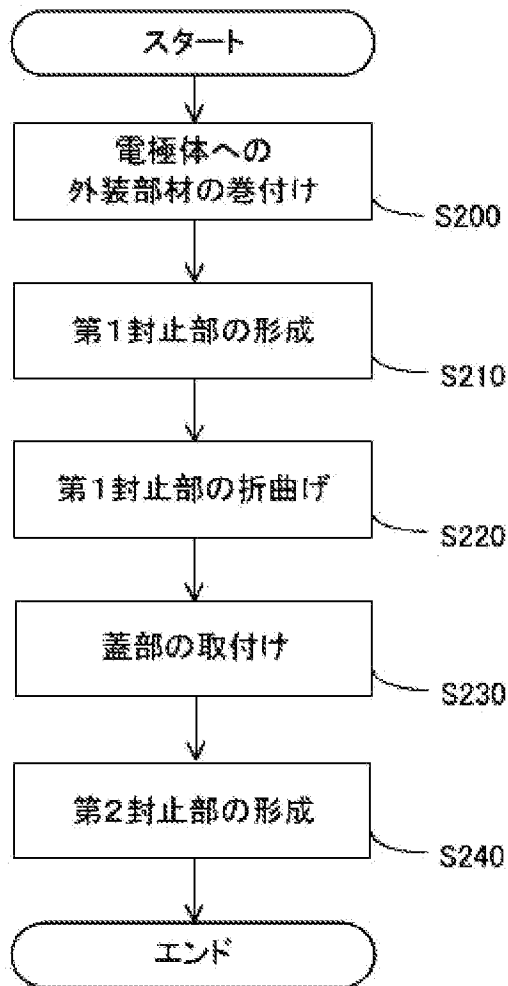 スタート
電極体への
外装部材の巻付け
S200
第1封止部の形成
S210
第1封止部の折曲げ
S220
蓋部の取付け
S230
第2封止部の形成
S240
エンド